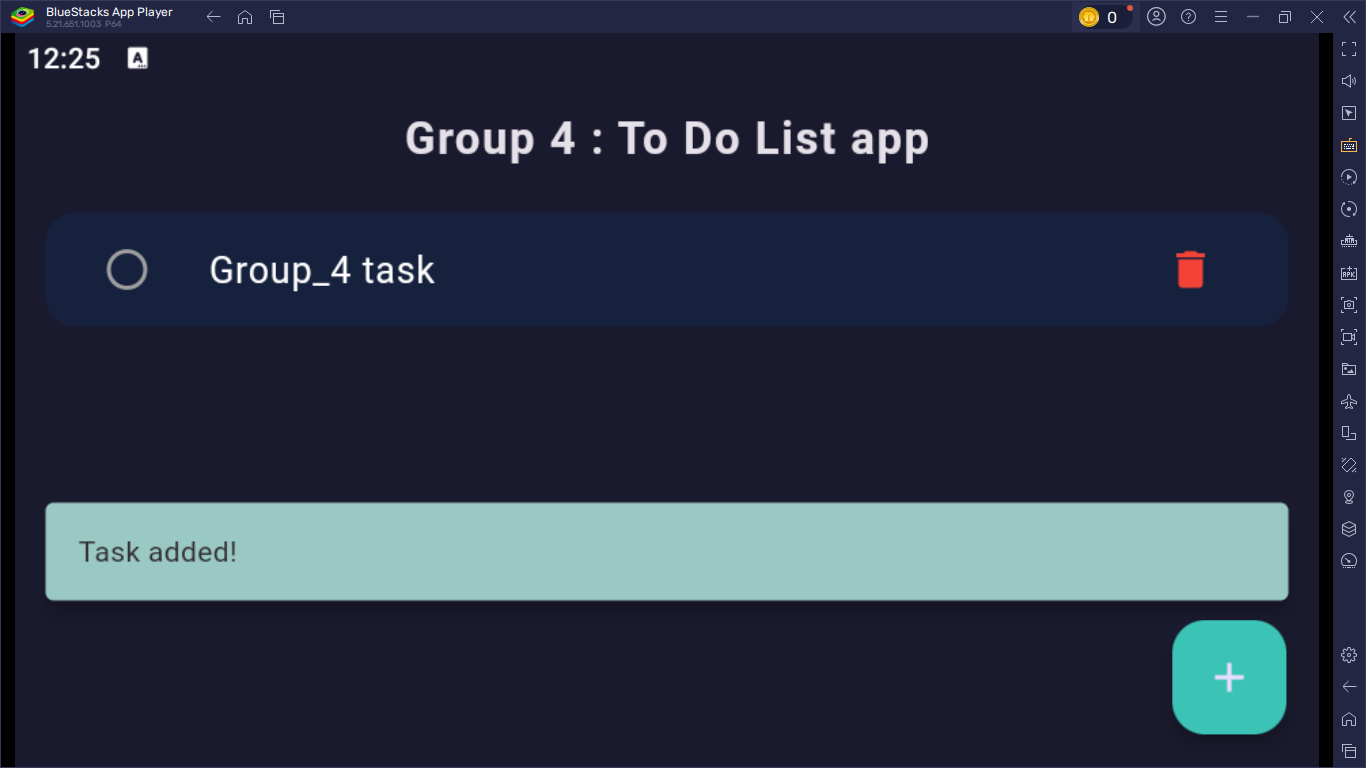 BlueStacks App Player
5.21.651.1003 P64
0
12:25
A
Group 4 : To Do List app
Group_4 task
Task added!
+
APK